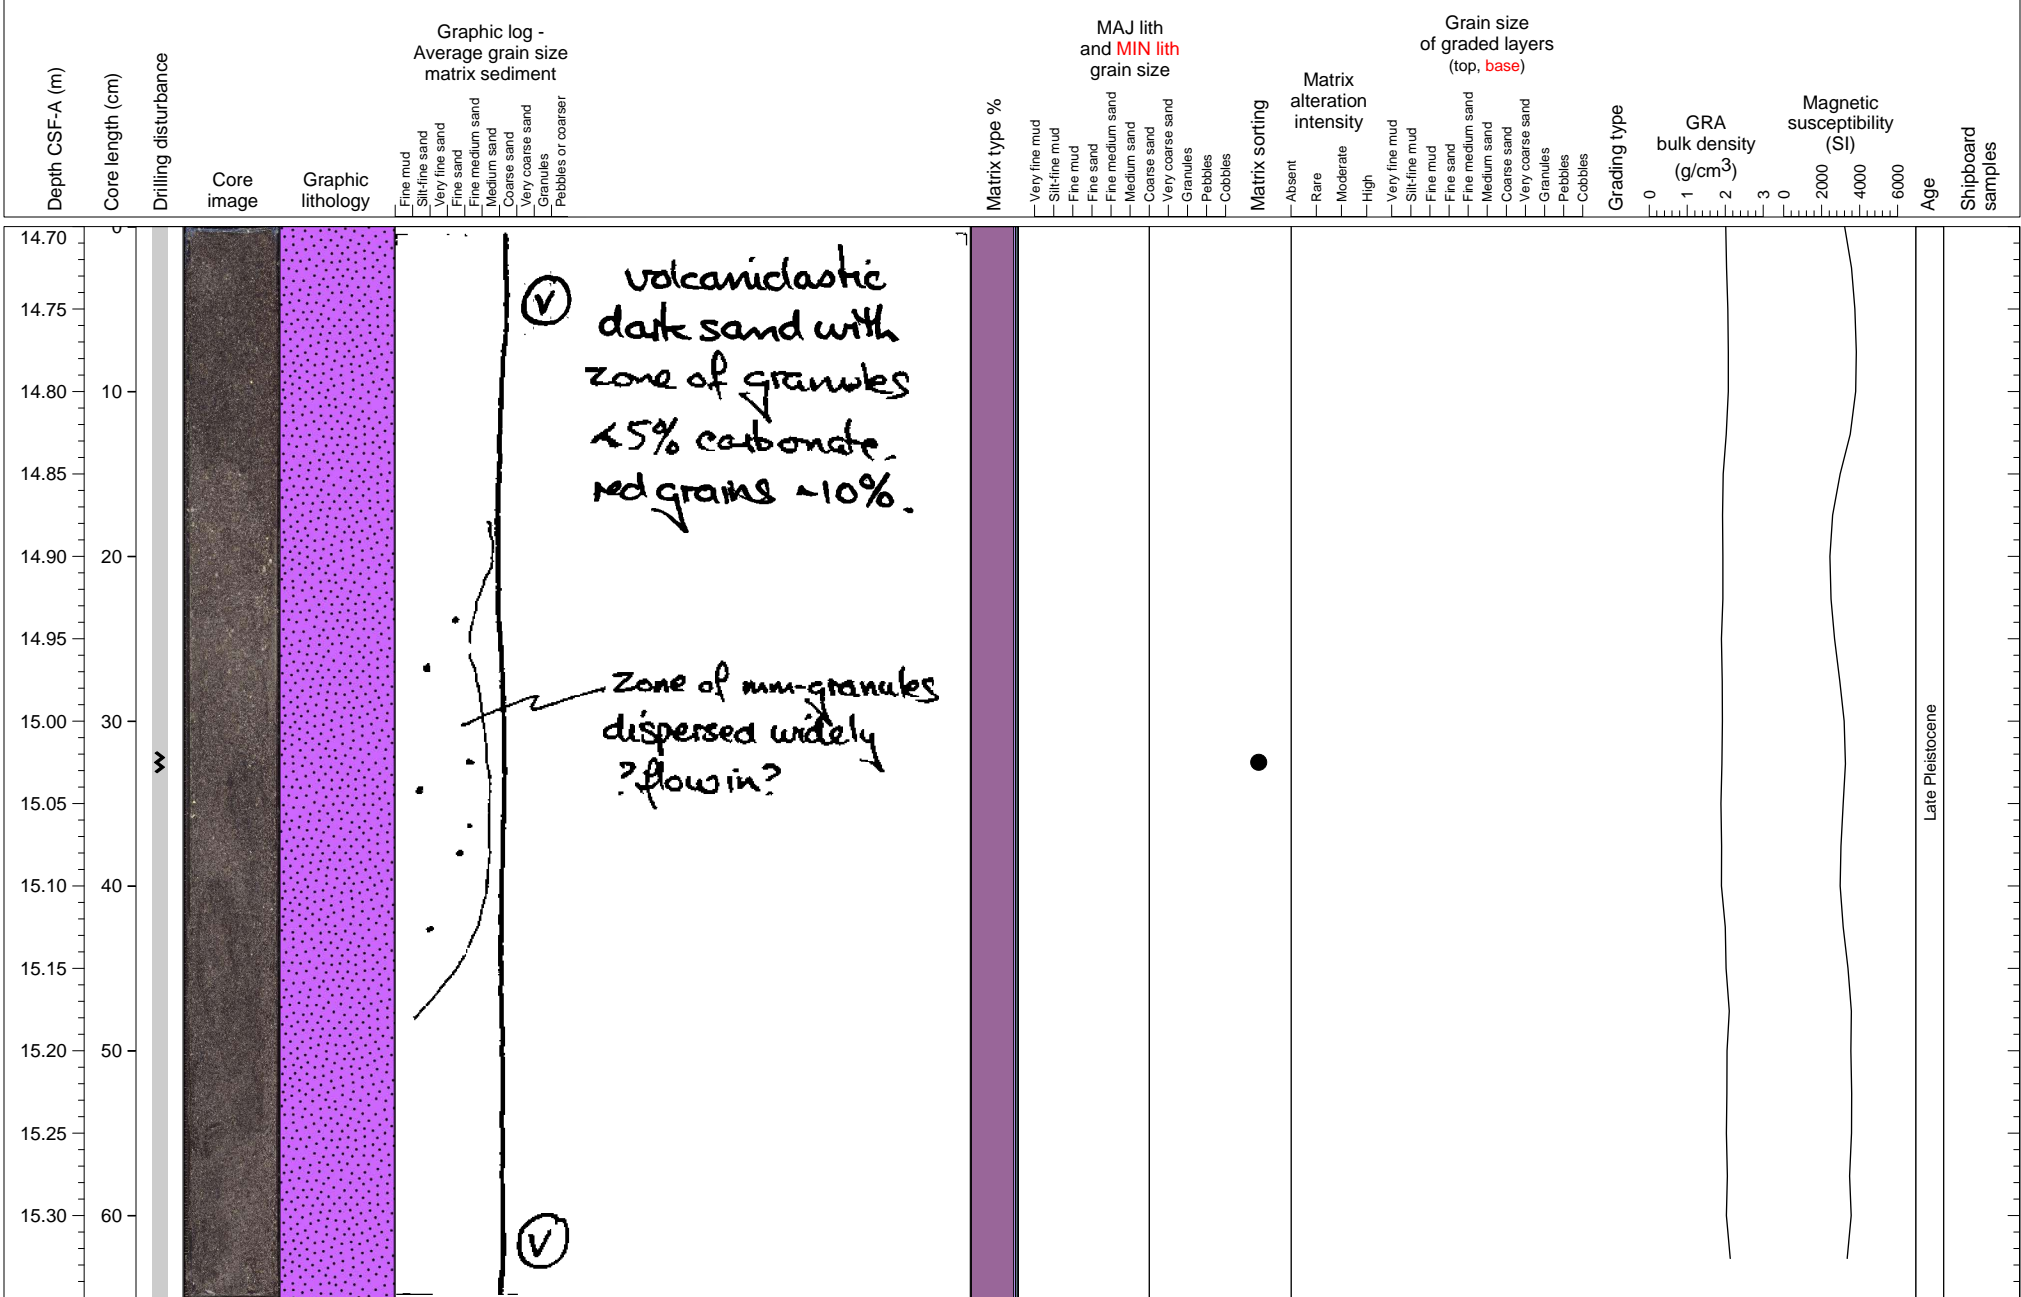 Depth CSF-A (m)
Core length (cm)
Drilling disturbance
Core
image
Graphic
lithology
Graphic log -
Average grain size
matrix sediment
Fine mud
Silt-fine sand
Very fine sand
Fine sand
Fine medium sand
Medium sand
Coarse sand
Very coarse sand
Granules
Pebbles or coarser
Matrix type %
MAJ lith
and MIN lith
grain size
Very fine mud
Silt-fine mud
Fine mud
Fine sand
Fine medium sand
Medium sand
Coarse sand
Very coarse sand
Granules
Pebbles
Cobbles
Matrix sorting
Matrix
alteration
intensity
Absent
Rare
Moderate
High
Grain size
of graded layers
(top, base)
Very fine mud
Silt-fine mud
Fine mud
Fine sand
Fine medium sand
Medium sand
Coarse sand
Very coarse sand
Granules
Pebbles
Cobbles
Grading type
GRA
bulk density
(g/cm3)
0 1 2 3
Magnetic
susceptibility
(SI)
0 2000 4000 6000
Age
Shipboard
samples
14.70
14.75
14.80
14.85
14.90
14.95
15.00
15.05
15.10
15.15
15.20
15.25
15.30
0
10
20
30
40
50
60
V
volcaniclastic
dark sand with
zone of granules
<5% carbonate.
red grains ~10%.
zone of mm-granules
dispersed widely
?flow in?
V
Late Pleistocene